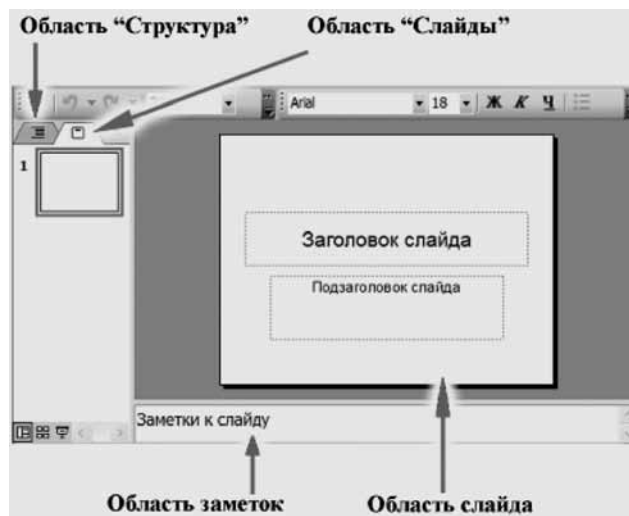 Область “Структура”
Область “Слайды”
Arial
18
Ж К Ч
1
Заголовок слайда
Подзаголовок слайда
Заметки к слайду
Область заметок
Область слайда